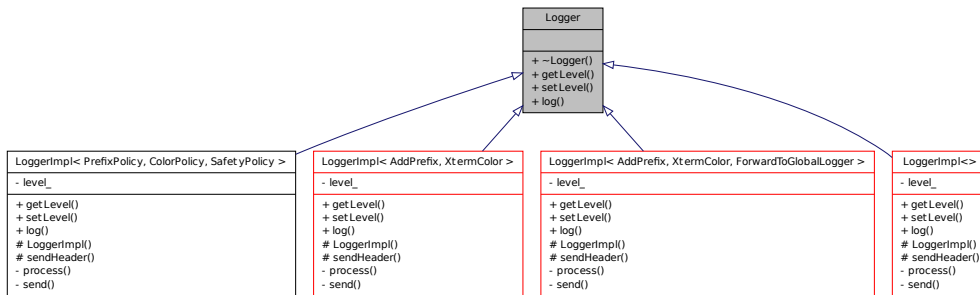 Logger
+ ~Logger()
+ getLevel()
+ setLevel()
+ log()
LoggerImpl< PrefixPolicy, ColorPolicy, SafetyPolicy >
- level_
+ getLevel()
+ setLevel()
+ log()
# LoggerImpl()
# sendHeader()
- process()
- send()
LoggerImpl< AddPrefix, XtermColor >
- level_
+ getLevel()
+ setLevel()
+ log()
# LoggerImpl()
# sendHeader()
- process()
- send()
LoggerImpl< AddPrefix, XtermColor, ForwardToGlobalLogger >
- level_
+ getLevel()
+ setLevel()
+ log()
# LoggerImpl()
# sendHeader()
- process()
- send()
LoggerImpl<>
- level_
+ getLevel()
+ setLevel()
+ log()
# LoggerImpl()
# sendHeader()
- process()
- send()